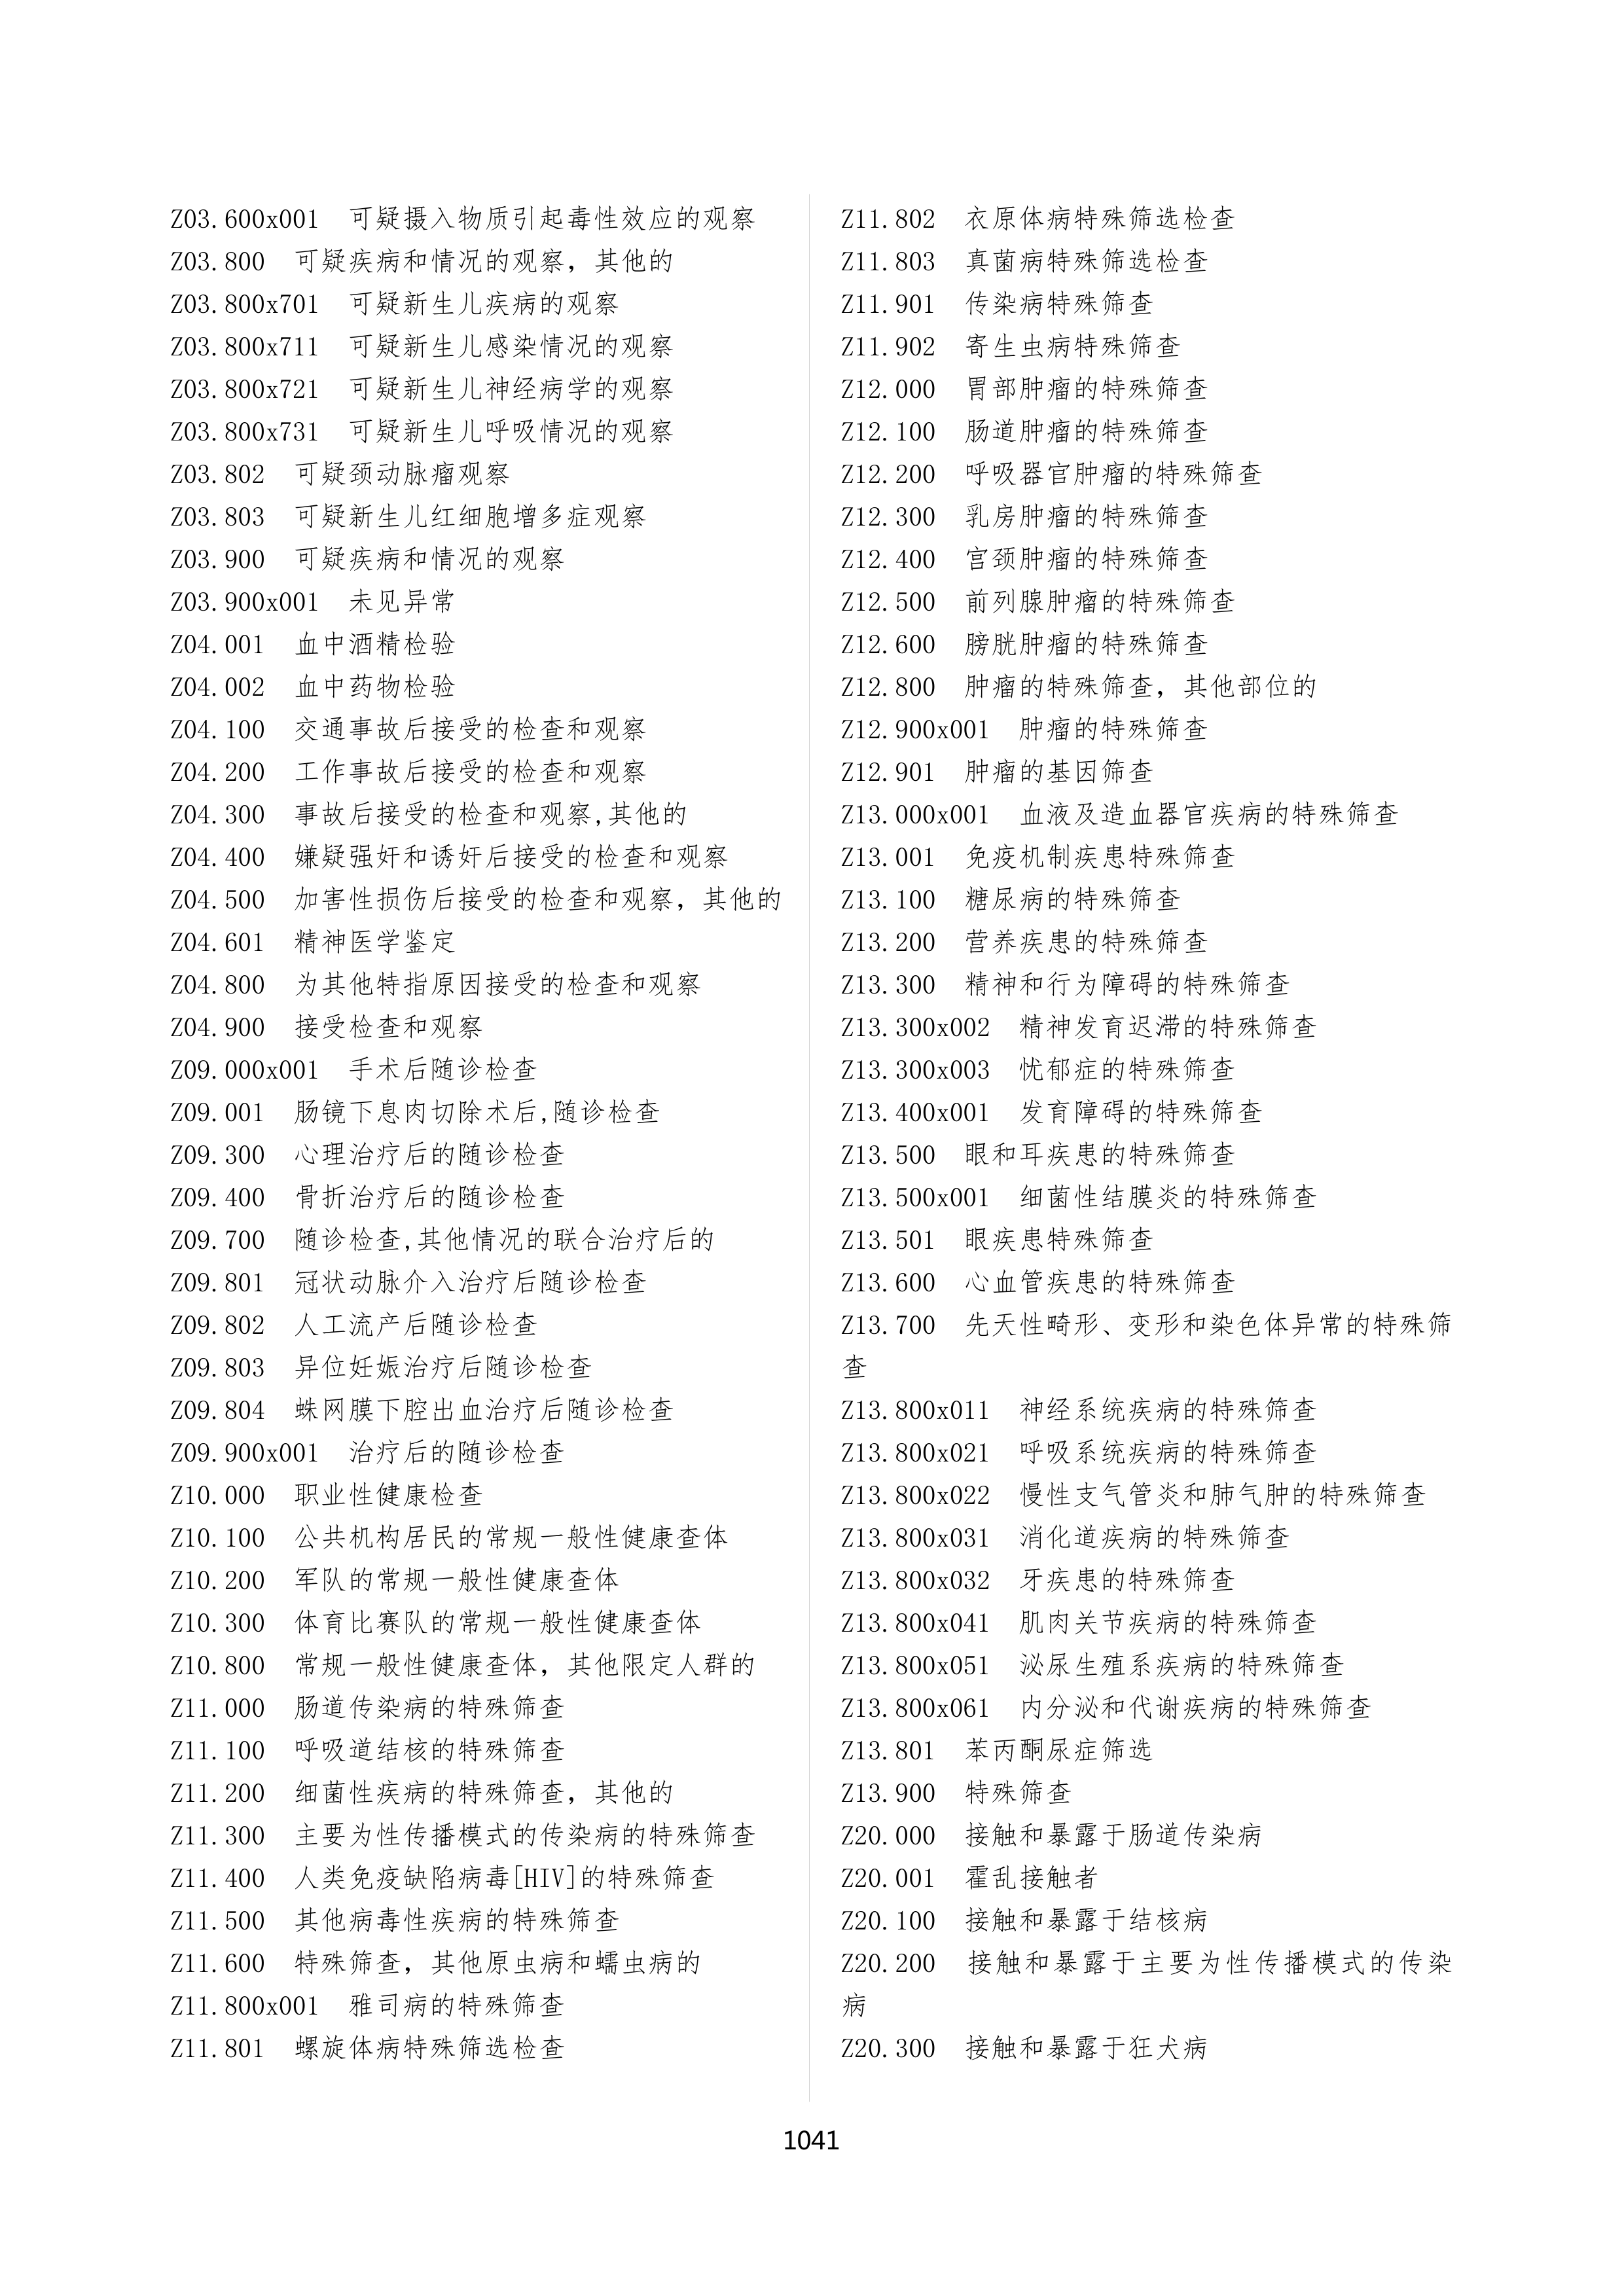 Z03.600x001 可疑摄入物质引起毒性效应的观察
Z03.800 可疑疾病和情况的观察，其他的
Z03.800x701 可疑新生儿疾病的观察
Z03.800x711 可疑新生儿感染情况的观察
Z03.800x721 可疑新生儿神经病学的观察
Z03.800x731 可疑新生儿呼吸情况的观察
Z03.802 可疑颈动脉瘤观察
Z03.803 可疑新生儿红细胞增多症观察
Z03.900 可疑疾病和情况的观察
Z03.900x001 未见异常
Z04.001 血中酒精检验
Z04.002 血中药物检验
Z04.100 交通事故后接受的检查和观察
Z04.200 工作事故后接受的检查和观察
Z04.300 事故后接受的检查和观察,其他的
Z04.400 嫌疑强奸和诱奸后接受的检查和观察
Z04.500 加害性损伤后接受的检查和观察，其他的
Z04.601 精神医学鉴定
Z04.800 为其他特指原因接受的检查和观察
Z04.900 接受检查和观察
Z09.000x001 手术后随诊检查
Z09.001 肠镜下息肉切除术后,随诊检查
Z09.300 心理治疗后的随诊检查
Z09.400 骨折治疗后的随诊检查
Z09.700 随诊检查,其他情况的联合治疗后的
Z09.801 冠状动脉介入治疗后随诊检查
Z09.802 人工流产后随诊检查
Z09.803 异位妊娠治疗后随诊检查
Z09.804 蛛网膜下腔出血治疗后随诊检查
Z09.900x001 治疗后的随诊检查
Z10.000 职业性健康检查
Z10.100 公共机构居民的常规一般性健康查体
Z10.200 军队的常规一般性健康查体
Z10.300 体育比赛队的常规一般性健康查体
Z10.800 常规一般性健康查体，其他限定人群的
Z11.000 肠道传染病的特殊筛查
Z11.100 呼吸道结核的特殊筛查
Z11.200 细菌性疾病的特殊筛查，其他的
Z11.300 主要为性传播模式的传染病的特殊筛查
Z11.400 人类免疫缺陷病毒[HIV]的特殊筛查
Z11.500 其他病毒性疾病的特殊筛查
Z11.600 特殊筛查，其他原虫病和蠕虫病的
Z11.800x001 雅司病的特殊筛查
Z11.801 螺旋体病特殊筛选检查
Z11.802 衣原体病特殊筛选检查
Z11.803 真菌病特殊筛选检查
Z11.901 传染病特殊筛查
Z11.902 寄生虫病特殊筛查
Z12.000 胃部肿瘤的特殊筛查
Z12.100 肠道肿瘤的特殊筛查
Z12.200 呼吸器官肿瘤的特殊筛查
Z12.300 乳房肿瘤的特殊筛查
Z12.400 宫颈肿瘤的特殊筛查
Z12.500 前列腺肿瘤的特殊筛查
Z12.600 膀胱肿瘤的特殊筛查
Z12.800 肿瘤的特殊筛查，其他部位的
Z12.900x001 肿瘤的特殊筛查
Z12.901 肿瘤的基因筛查
Z13.000x001 血液及造血器官疾病的特殊筛查
Z13.001 免疫机制疾患特殊筛查
Z13.100 糖尿病的特殊筛查
Z13.200 营养疾患的特殊筛查
Z13.300 精神和行为障碍的特殊筛查
Z13.300x002 精神发育迟滞的特殊筛查
Z13.300x003 忧郁症的特殊筛查
Z13.400x001 发育障碍的特殊筛查
Z13.500 眼和耳疾患的特殊筛查
Z13.500x001 细菌性结膜炎的特殊筛查
Z13.501 眼疾患特殊筛查
Z13.600 心血管疾患的特殊筛查
Z13.700 先天性畸形、变形和染色体异常的特殊筛
查
Z13.800x011 神经系统疾病的特殊筛查
Z13.800x021 呼吸系统疾病的特殊筛查
Z13.800x022 慢性支气管炎和肺气肿的特殊筛查
Z13.800x031 消化道疾病的特殊筛查
Z13.800x032 牙疾患的特殊筛查
Z13.800x041 肌肉关节疾病的特殊筛查
Z13.800x051 泌尿生殖系疾病的特殊筛查
Z13.800x061 内分泌和代谢疾病的特殊筛查
Z13.801 苯丙酮尿症筛选
Z13.900 特殊筛查
Z20.000 接触和暴露于肠道传染病
Z20.001 霍乱接触者
Z20.100 接触和暴露于结核病
Z20.200 接触和暴露于主要为性传播模式的传染
病
Z20.300 接触和暴露于狂犬病
1041